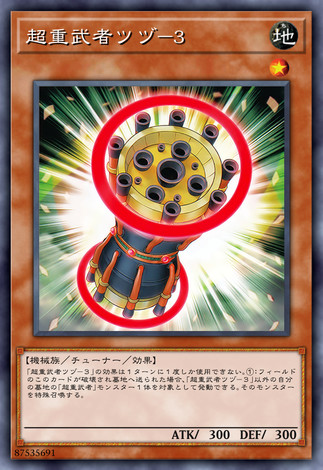 超重武者ツヅ-3
地
【機械族／チューナー／効果】
「超重武者ツヅ-3」の効果は１ターンに１度しか使用できない。①：フィールド
のこのカードが破壊され墓地へ送られた場合、「超重武者ツヅ-3」以外の自分
の墓地の「超重武者」モンスター１体を対象として発動できる。そのモンスター
を特殊召喚する。
ATK/ 300 DEF/ 300
87535691